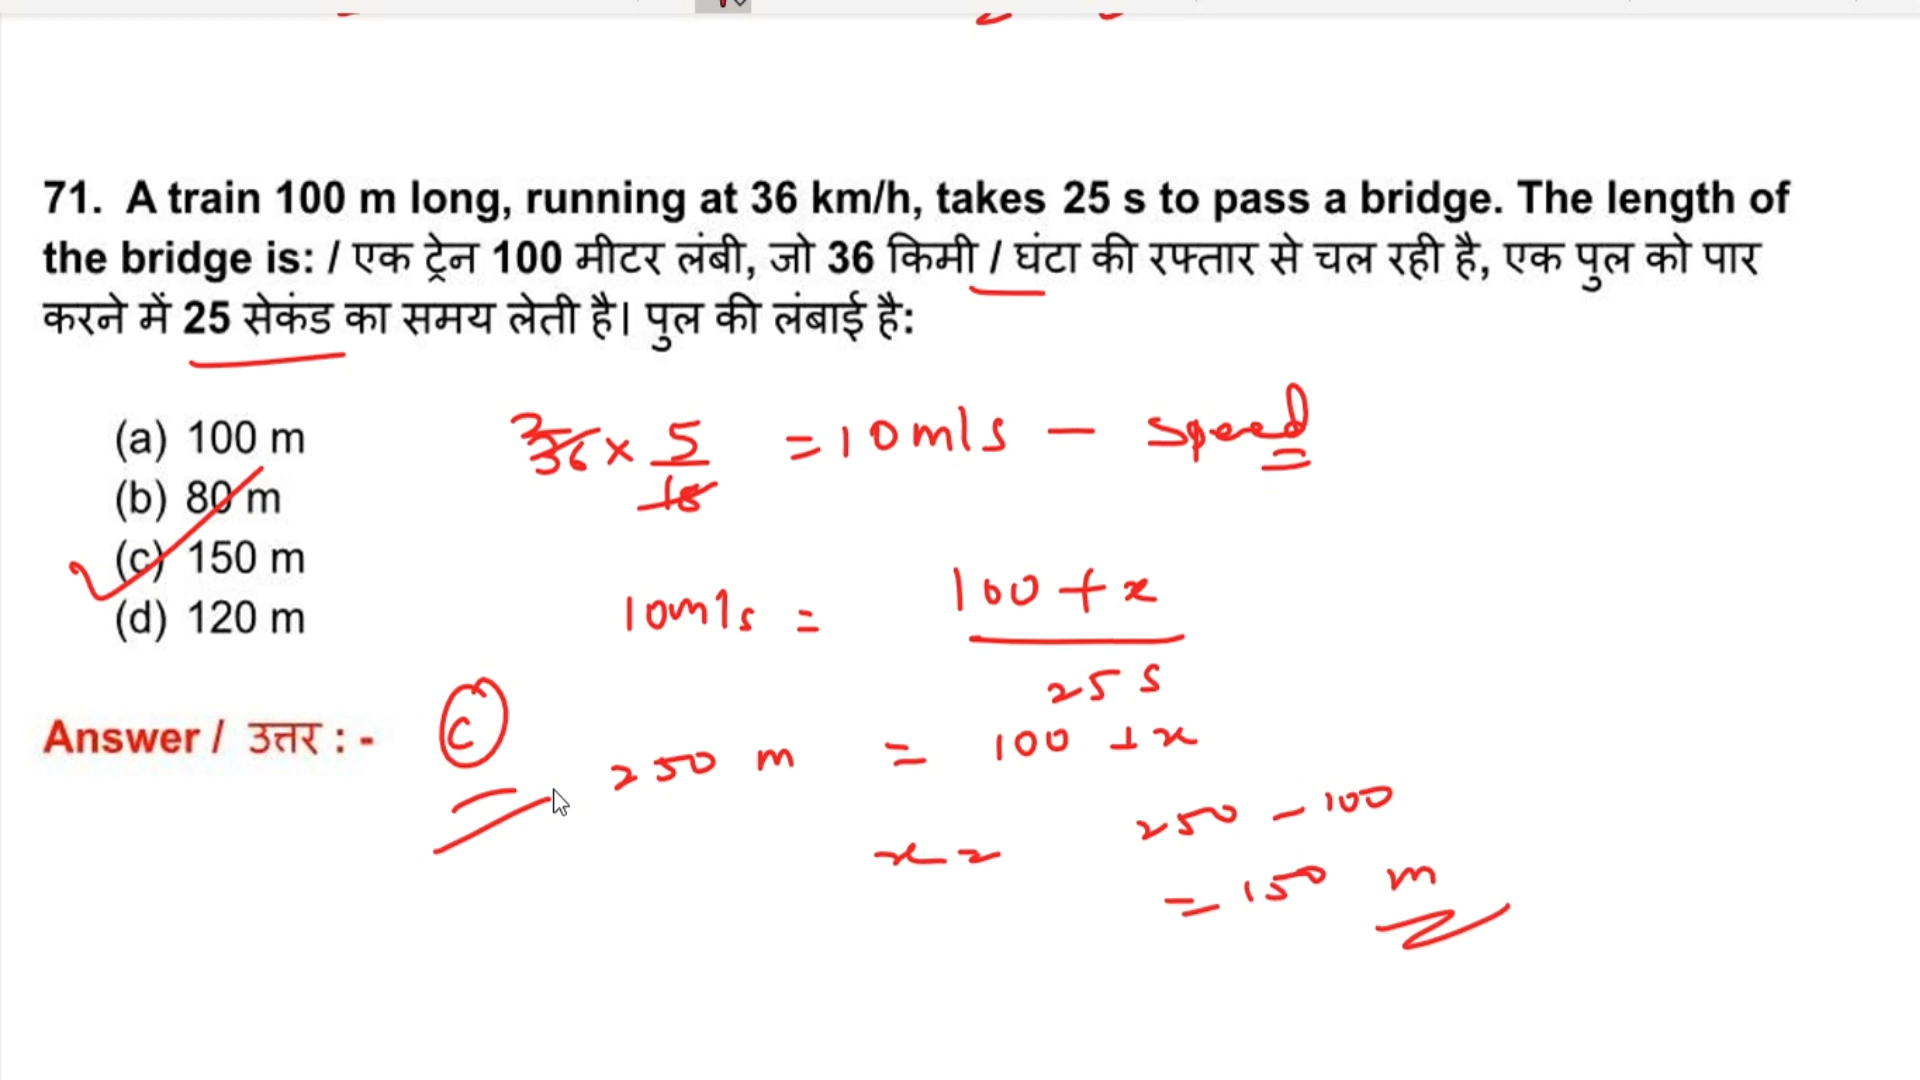 71. A train 100 m long, running at 36 km/h, takes 25 s to pass a bridge. The length of
the bridge is: / एक ट्रेन 100 मीटर लंबी, जो 36 किमी / घंटा की रफ्तार से चल रही है, एक पुल को पार
करने में 25 सेकंड का समय लेती है। पुल की लंबाई है:
(a) 100 m
(b) 80 m
(c) 150 m
(d) 120 m
Answer / उत्तर : - C
2
36 × 5/18 = 10 m/s – speed
10 m/s = 100 + x
25 s
250 m = 100 + x
x = 250 – 100
= 150 m